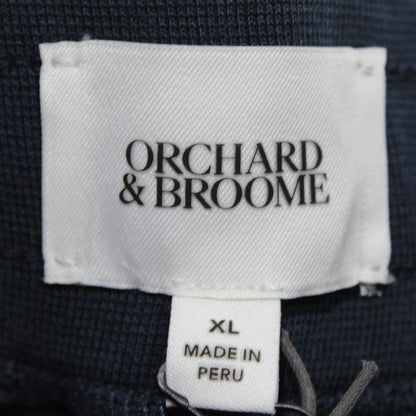 ORCHARD
& BROOME
XL
MADE IN
PERU